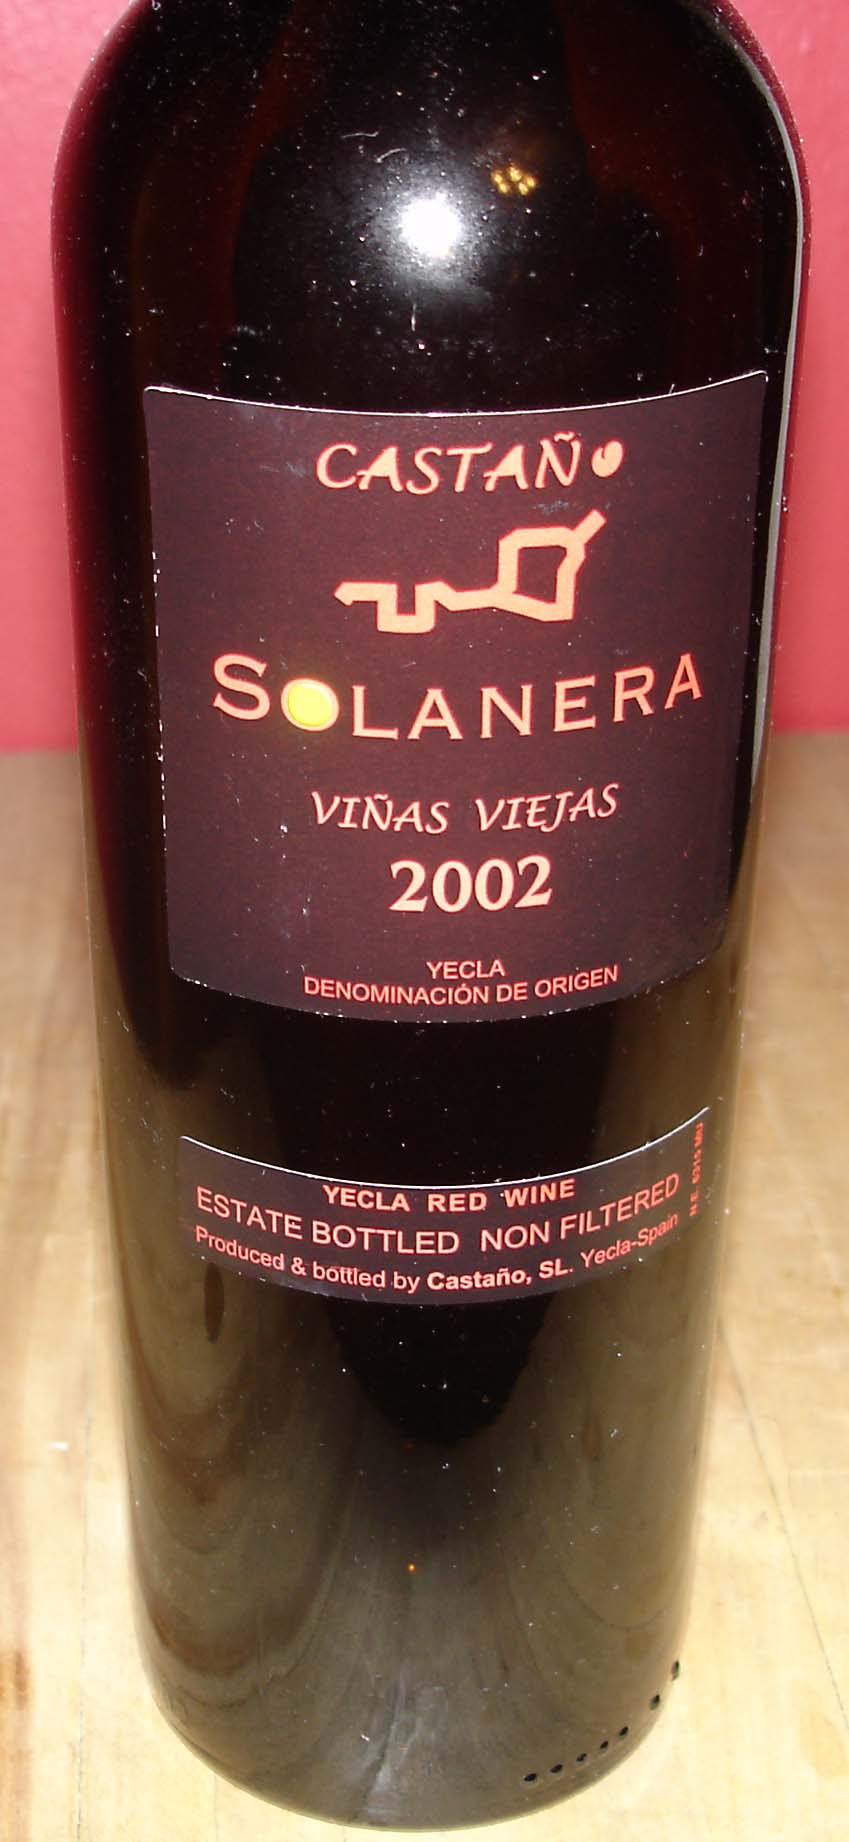 CASTAÑO
SOLANERA
VIÑAS VIEJAS
2002
YECLA
DENOMINACIÓN DE ORIGEN
YECLA RED WINE
ESTATE BOTTLED NON FILTERED
Produced & bottled by Castaño, SL. Yecla-Spain